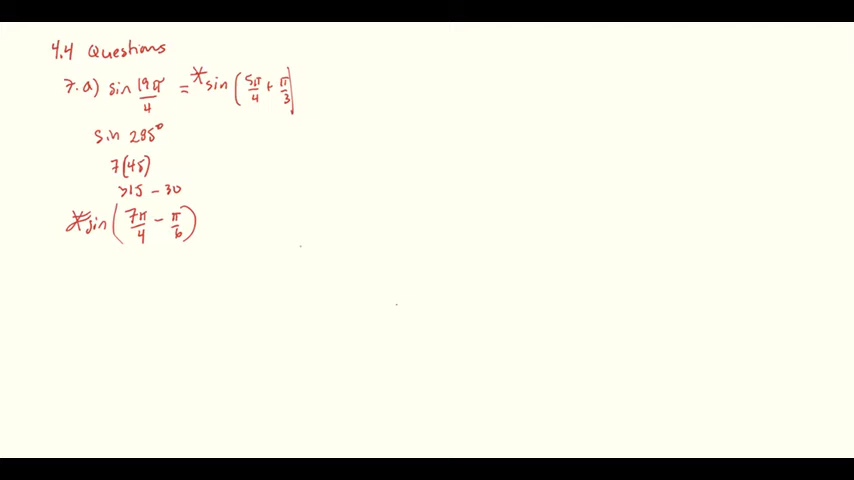 4.4 Questions
7. a) sin 19π/4 = * sin (5π/4 + π/3)
sin 285°
7(45)
315 - 30
* sin (7π/4 - π/6)